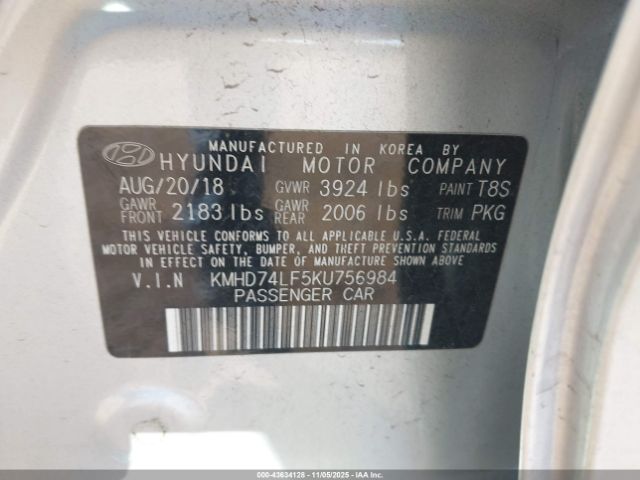 MANUFACTURED IN KOREA BY
HYUNDAI MOTOR COMPANY
AUG/20/18 GVWR 3924 lbs PAINT T8S
GAWR FRONT 2183 lbs GAWR REAR 2006 lbs TRIM PKG
THIS VEHICLE CONFORMS TO ALL APPLICABLE U.S.A. FEDERAL
MOTOR VEHICLE SAFETY, BUMPER, AND THEFT PREVENTION STANDARDS
IN EFFECT ON THE DATE OF MANUFACTURE SHOWN ABOVE
V.I.N KMHD74LF5KU756984
PASSENGER CAR
000-43634128 - 11/05/2025 - COPART